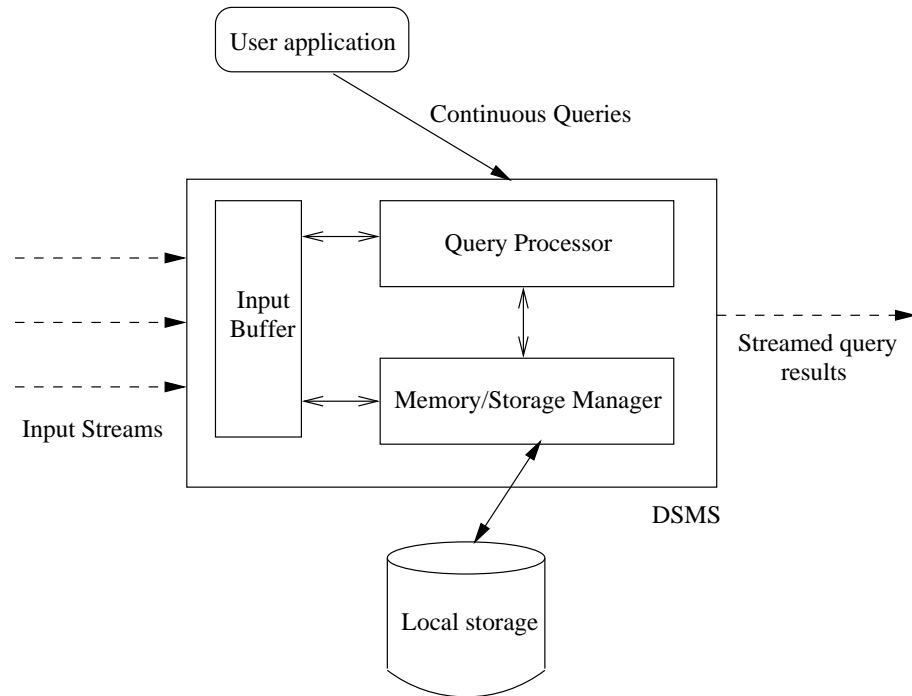 User application
Continuous Queries
Query Processor
Input
Buffer
Memory/Storage Manager
Input Streams
Streamed query
results
DSMS
Local storage